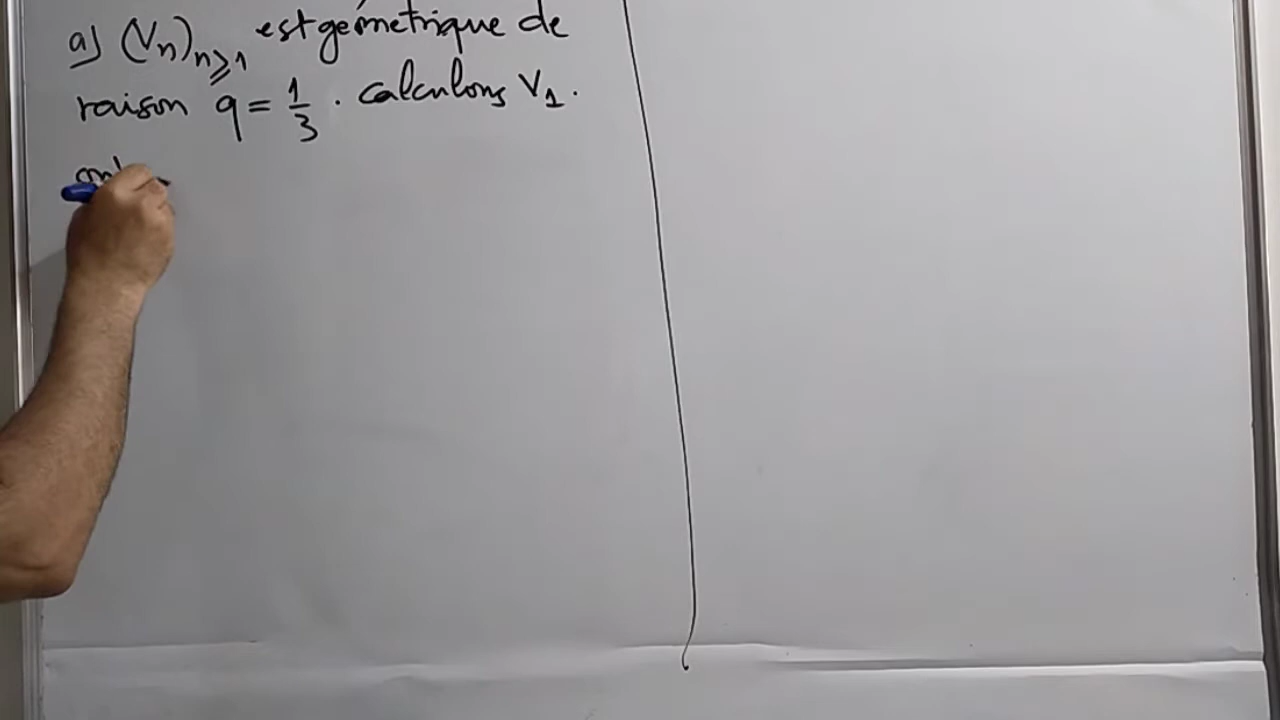 a) (Vn)n⩾1 est géométrique de
raison q = 1/3 . calculons V1.